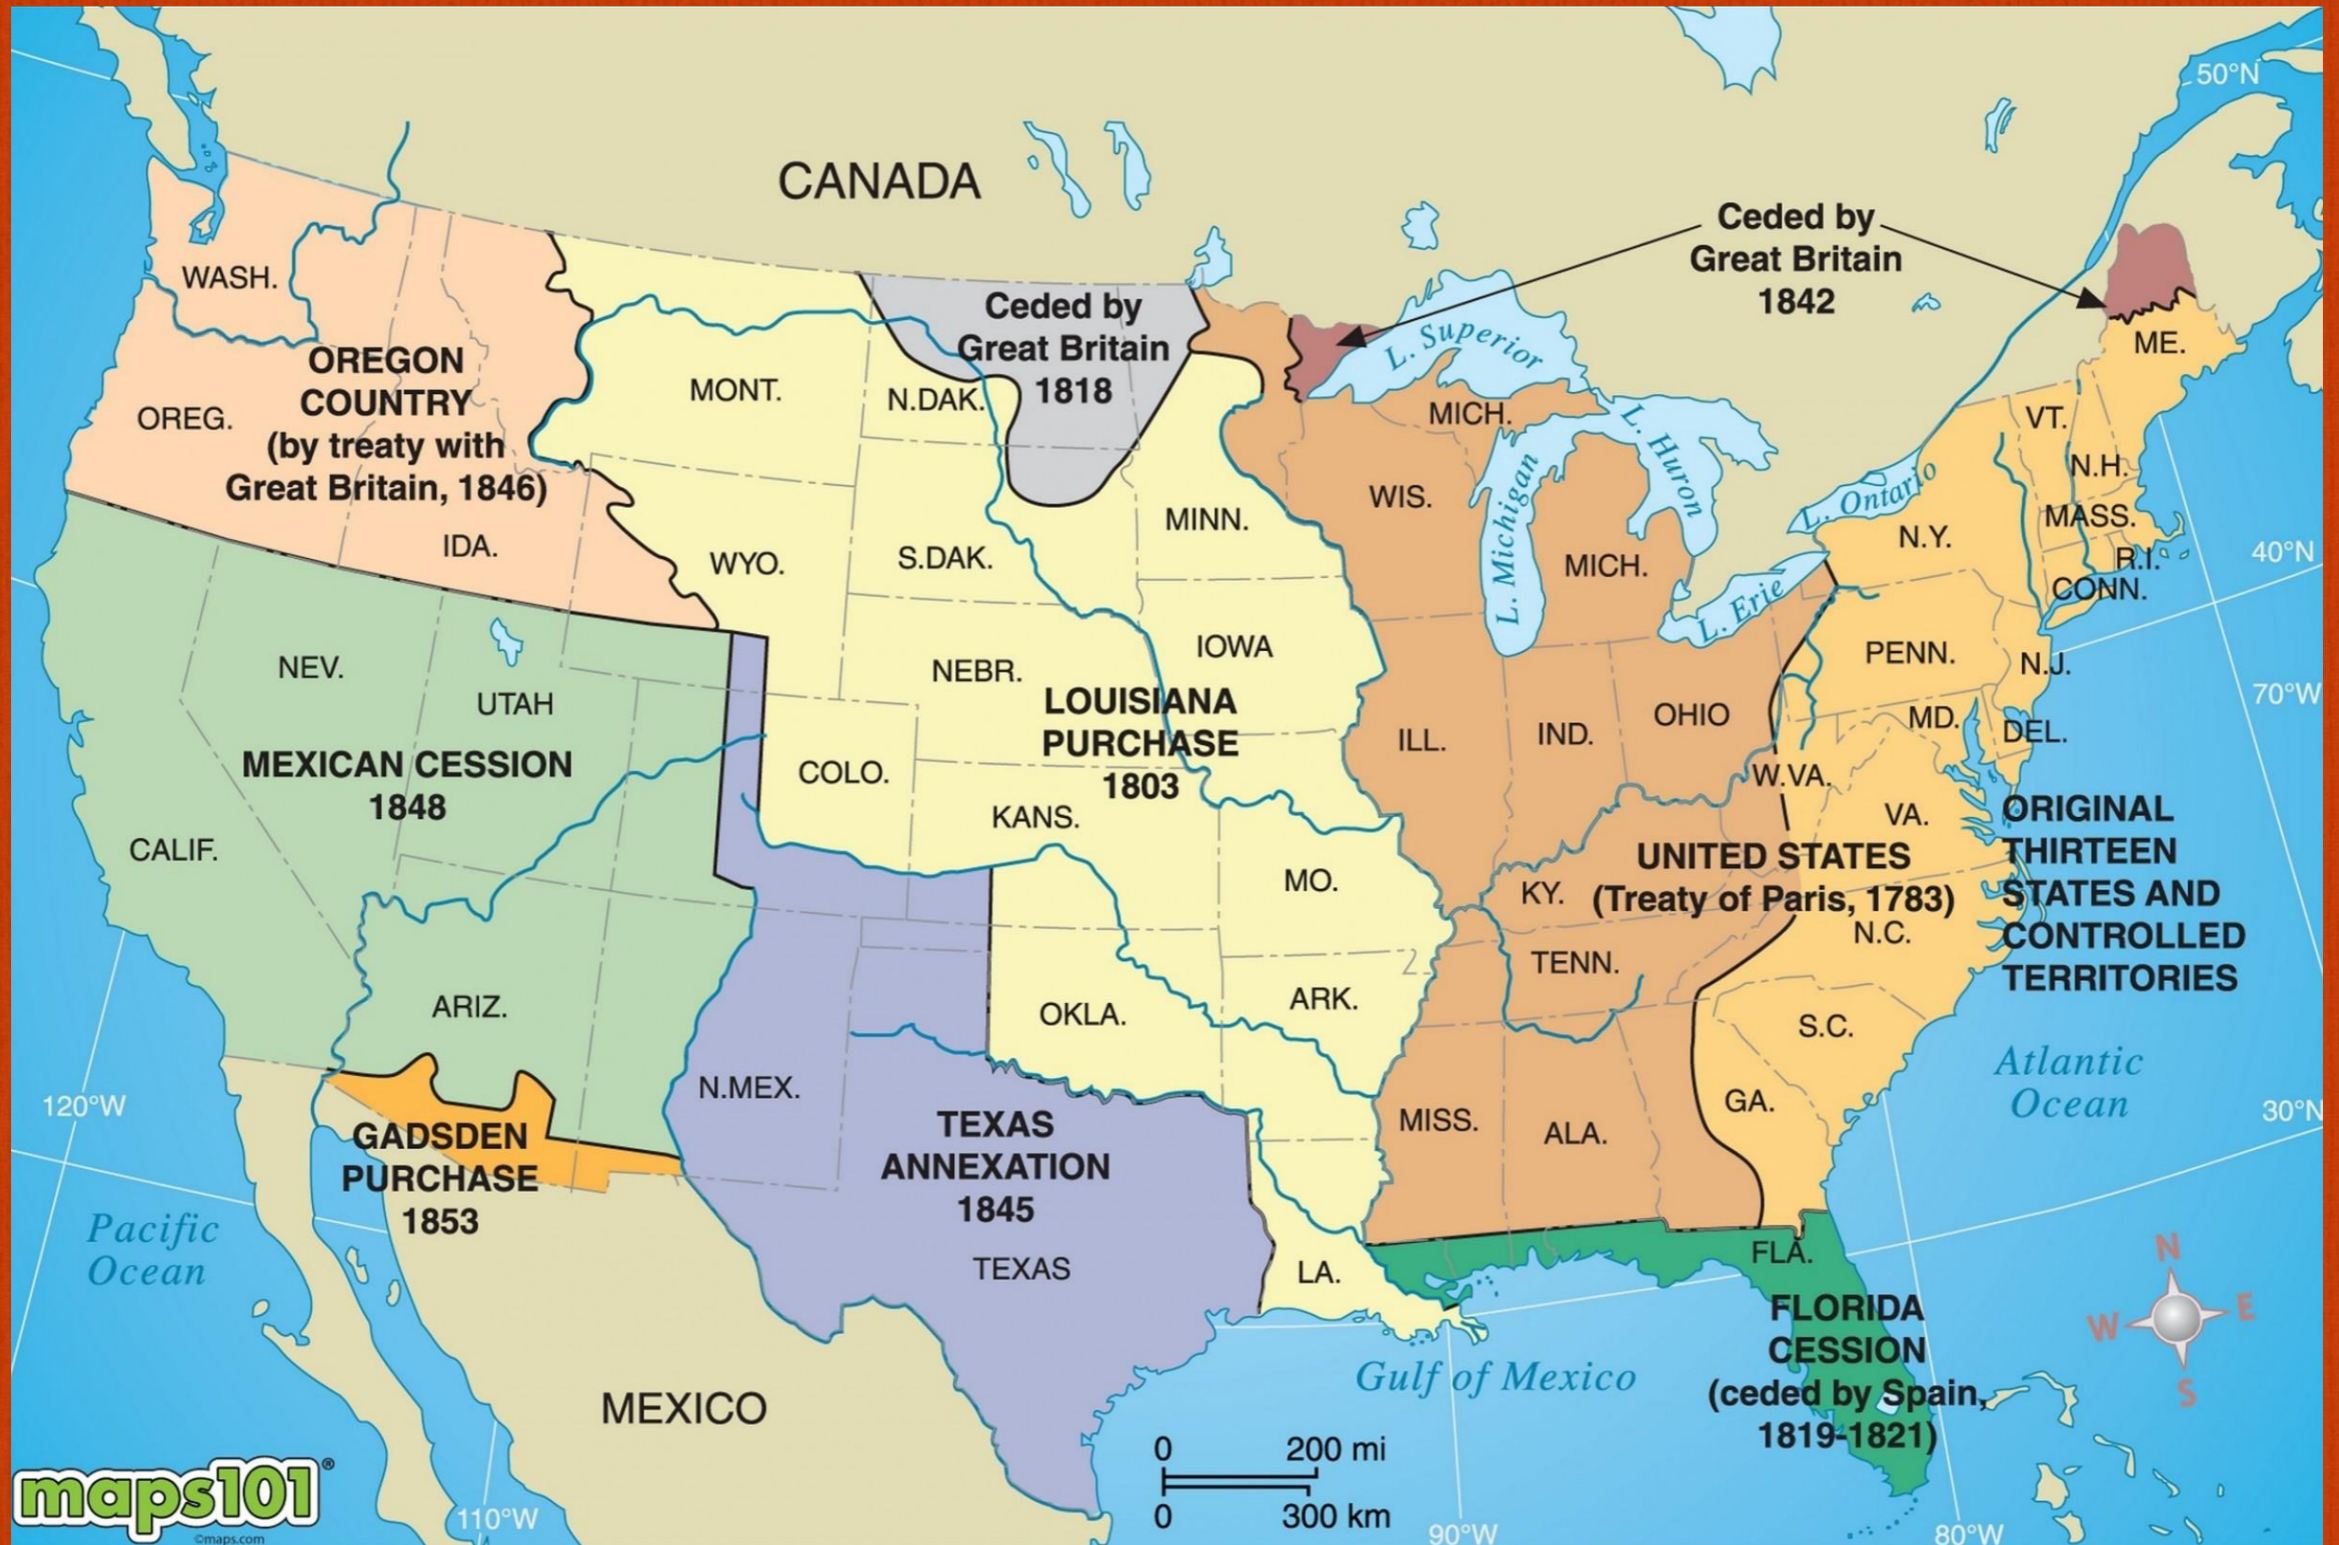 CANADA
50°N
Ceded by
Great Britain
1842
WASH.
Ceded by
Great Britain
1818
L. Superior
ME.
OREGON
COUNTRY
(by treaty with
Great Britain, 1846)
OREG.
MONT.
N.DAK.
MICH.
L. Huron
VT.
N.H.
L. Ontario
MASS.
WIS.
L. Michigan
MINN.
N.Y.
R.I.
40°N
IDA.
WYO.
S.DAK.
MICH.
CONN.
L. Erie
NEV.
UTAH
NEBR.
IOWA
PENN.
N.J.
70°W
LOUISIANA
PURCHASE
1803
ILL.
IND.
OHIO
MD.
DEL.
MEXICAN CESSION
1848
COLO.
W.VA.
KANS.
VA.
ORIGINAL
THIRTEEN
STATES AND
CONTROLLED
TERRITORIES
CALIF.
UNITED STATES
(Treaty of Paris, 1783)
MO.
KY.
N.C.
TENN.
ARIZ.
OKLA.
ARK.
S.C.
Atlantic
Ocean
120°W
N.MEX.
MISS.
ALA.
GA.
30°N
GADSDEN
PURCHASE
1853
TEXAS
ANNEXATION
1845
Pacific
Ocean
TEXAS
LA.
FLA.
N
W
E
S
FLORIDA
CESSION
(ceded by Spain,
1819-1821)
Gulf of Mexico
MEXICO
0 200 mi
0 300 km
maps101®
©maps.com
110°W
90°W
80°W